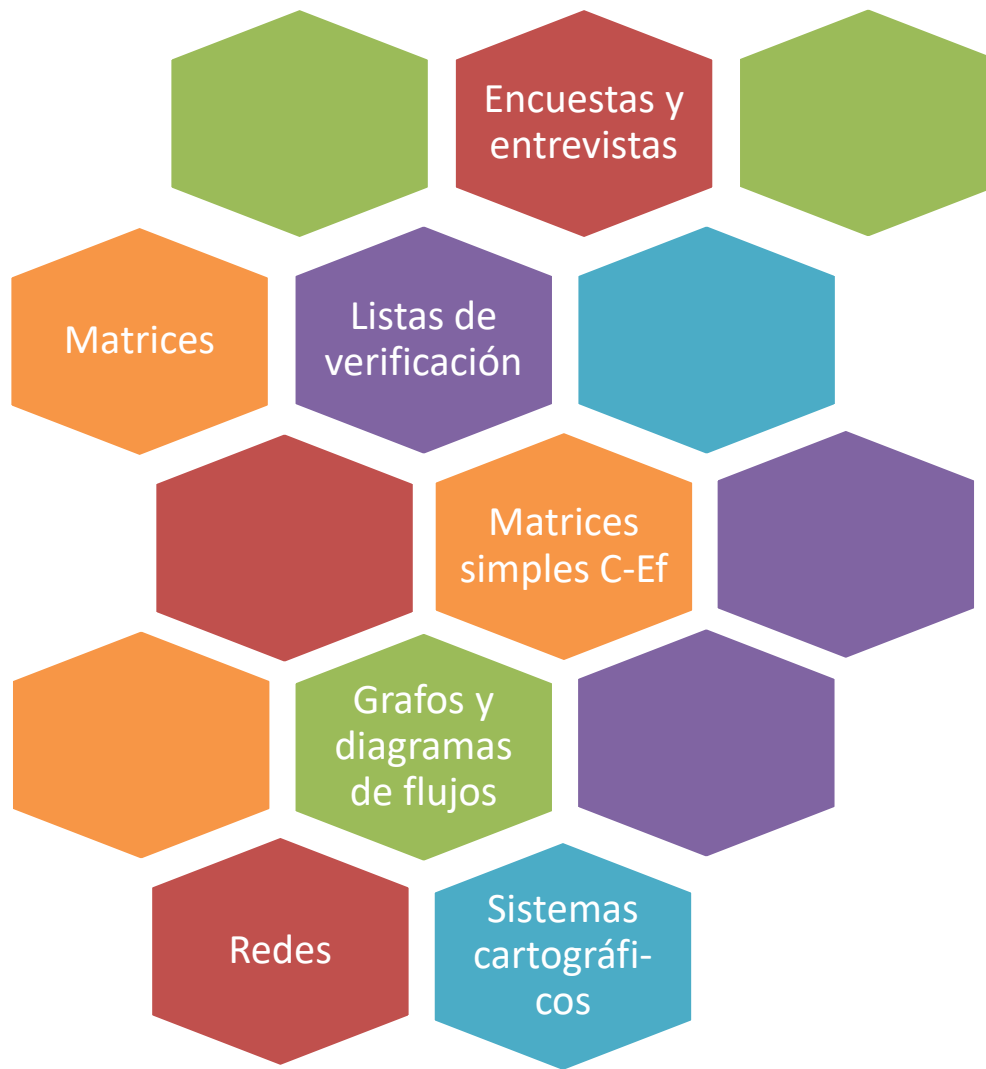 Encuestas y
entrevistas
Matrices
Listas de
verificación
Matrices
simples C-Ef
Grafos y
diagramas
de flujos
Redes
Sistemas
cartográfi-
cos